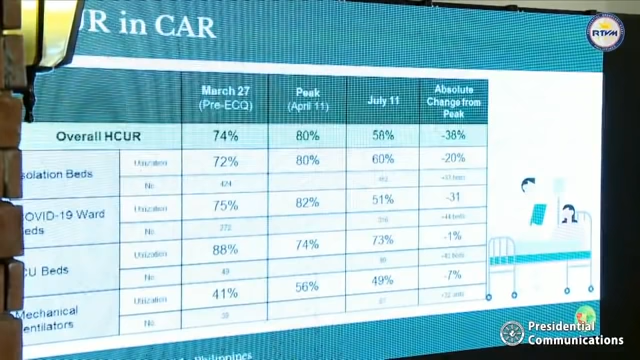 UR in CAR
March 27 (Pre-ECQ) Peak (April 11) July 11 Absolute Change from Peak
Overall HCUR 74% 80% 58% -38%
solation Beds Utilization 72% 80% 60% -20%
No. 424
OVID-19 Ward eds Utilization 75% 82% 51% -31
No. 272
CU Beds Utilization 88% 74% 73% -1%
No. 49
Mechanical entilators Utilization 41% 56% 49% -7%
No.
Philippines
RTVM
Presidential
Communications